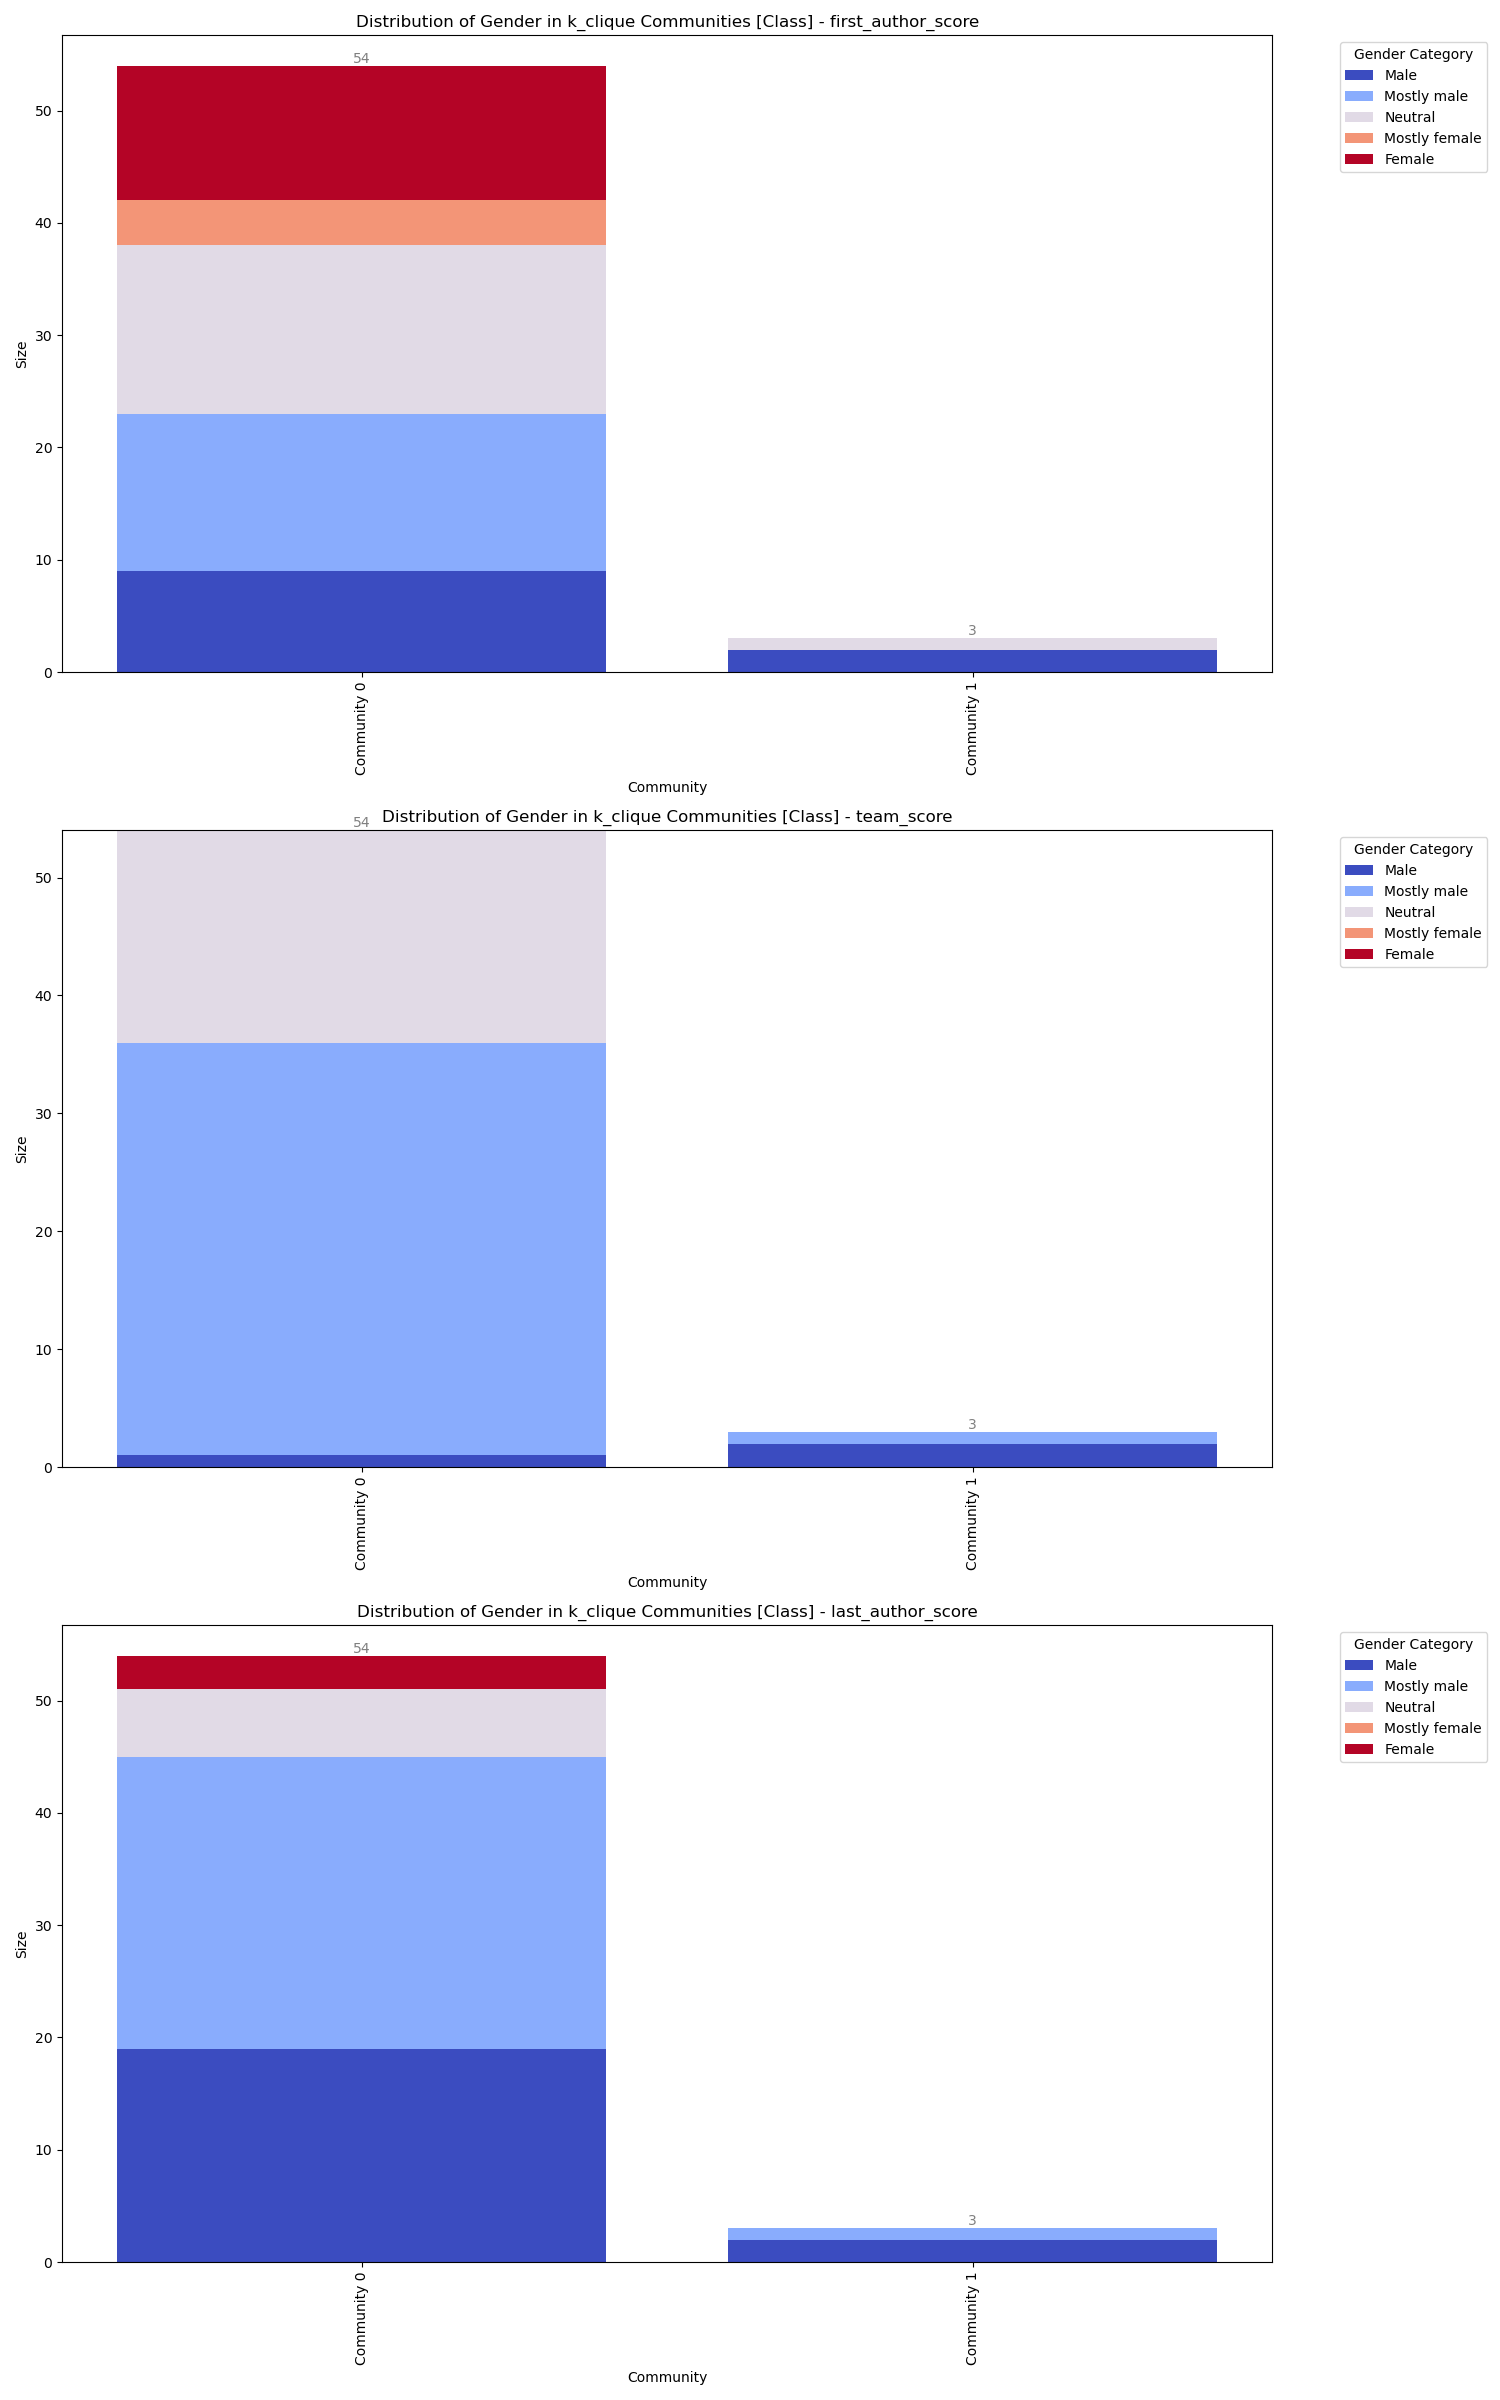 Distribution of Gender in k_clique Communities [Class] - first_author_score
54
50
40
30
20
10
0
3
Size
Community 0
Community 1
Community
Gender Category
Male
Mostly male
Neutral
Mostly female
Female
Distribution of Gender in k_clique Communities [Class] - team_score
54
50
40
30
20
10
0
3
Size
Community 0
Community 1
Community
Gender Category
Male
Mostly male
Neutral
Mostly female
Female
Distribution of Gender in k_clique Communities [Class] - last_author_score
54
50
40
30
20
10
0
3
Size
Community 0
Community 1
Community
Gender Category
Male
Mostly male
Neutral
Mostly female
Female